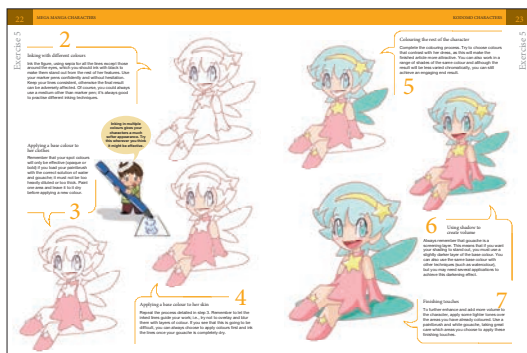 22
MEGA MANGA CHARACTERS
KODOMO CHARACTERS
23
Exercise 5
Exercise 5
2
Inking with different colours
Ink the figure, using sepia for all the lines except those
around the eyes, which you should ink with black to
make them stand out from the rest of her features. Use
your marker pens confidently and without hesitation.
Keep your lines consistent, otherwise the final result
can be adversely affected. Of course, you could always
use a medium other than marker pen; it's always good
to practise different inking techniques.
Inking in multiple
colours gives your
characters a much
softer appearance. Try
this whenever you think
it might be effective.
Applying a base colour to
her clothes
Remember that your spot colours
will only be effective (opaque or
bold) if you load your paintbrush
with the correct solution of water
and gouache; it must not be too
heavily diluted or too thick. Paint
one area and leave it to dry
before applying a new colour.
3
4
Applying a base colour to her skin
Repeat the process detailed in step 3. Remember to let the
inked lines guide your work, i.e., try not to overlay and blur
them with layers of colour. If you see that this is going to be
difficult, you can always choose to apply colours first and ink
the lines once your gouache is completely dry.
Colouring the rest of the character
Complete the colouring process. Try to choose colours
that contrast with the dress, as this will make the
finished article more attractive. You can also work in a
range of shades of the same colour and although the
result will be less varied chromatically, you can still
achieve an engaging end result.
5
6
Using shadow to
create volume
Always remember that gouache is a
screening layer. This means that if you want
your shading to stand out, you must use a
slightly darker layer of the base colour. You
can also use the same base colour with
other techniques (such as watercolour),
but you may need several applications to
achieve this darkening effect.
7
Finishing touches
To further enhance and add more volume to
the character, apply some lighter tones over
the areas you have already coloured. Use a
paintbrush and white gouache, taking great
care which areas you choose to apply these
finishing touches.